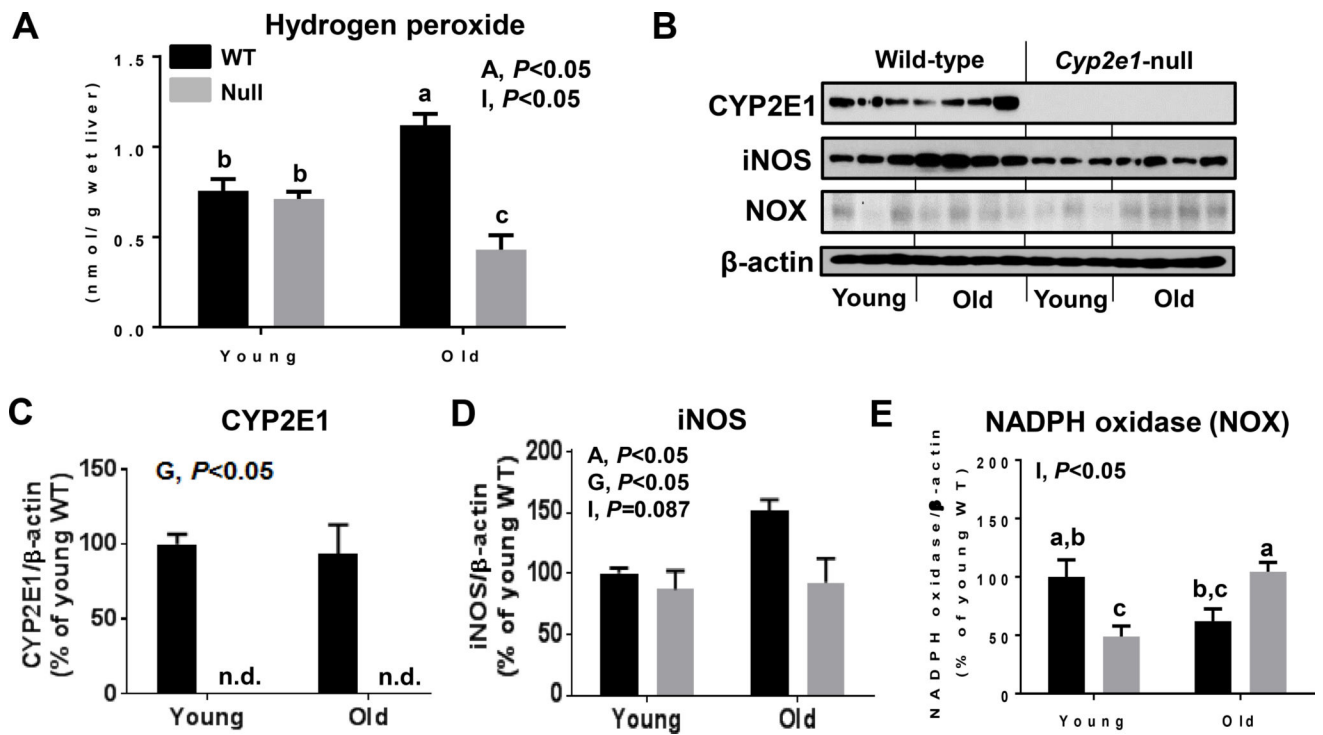 A
Hydrogen peroxide
WT
Null
A, P<0.05
I, P<0.05
(nmol/ g wet liver)
1.5
1.0
0.5
0.0
b
b
a
c
Young
Old
B
Wild-type
Cyp2e1-null
CYP2E1
iNOS
NOX
β-actin
Young
Old
Young
Old
C
CYP2E1
G, P<0.05
CYP2E1/β-actin
(% of young WT)
150
100
50
0
n.d.
n.d.
Young
Old
D
iNOS
A, P<0.05
G, P<0.05
I, P=0.087
iNOS/β-actin
(% of young WT)
200
150
100
50
0
Young
Old
E
NADPH oxidase (NOX)
I, P<0.05
NADPH oxidase/β-actin
(% of young WT)
200
150
100
50
0
a,b
c
b,c
a
Young
Old